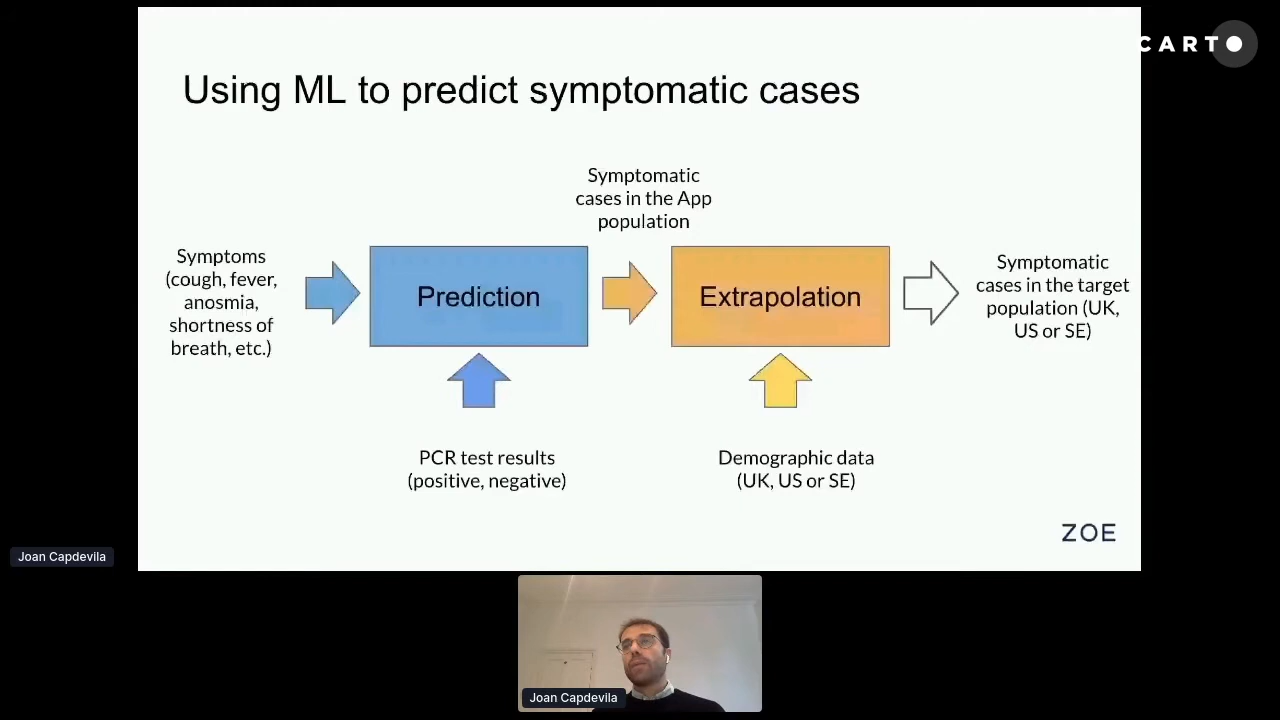 CARTO
Using ML to predict symptomatic cases
Symptomatic
cases in the App
population
Symptoms
(cough, fever,
anosmia,
shortness of
breath, etc.)
Prediction
Extrapolation
Symptomatic
cases in the target
population (UK,
US or SE)
PCR test results
(positive, negative)
Demographic data
(UK, US or SE)
ZOE
Joan Capdevila
Joan Capdevila